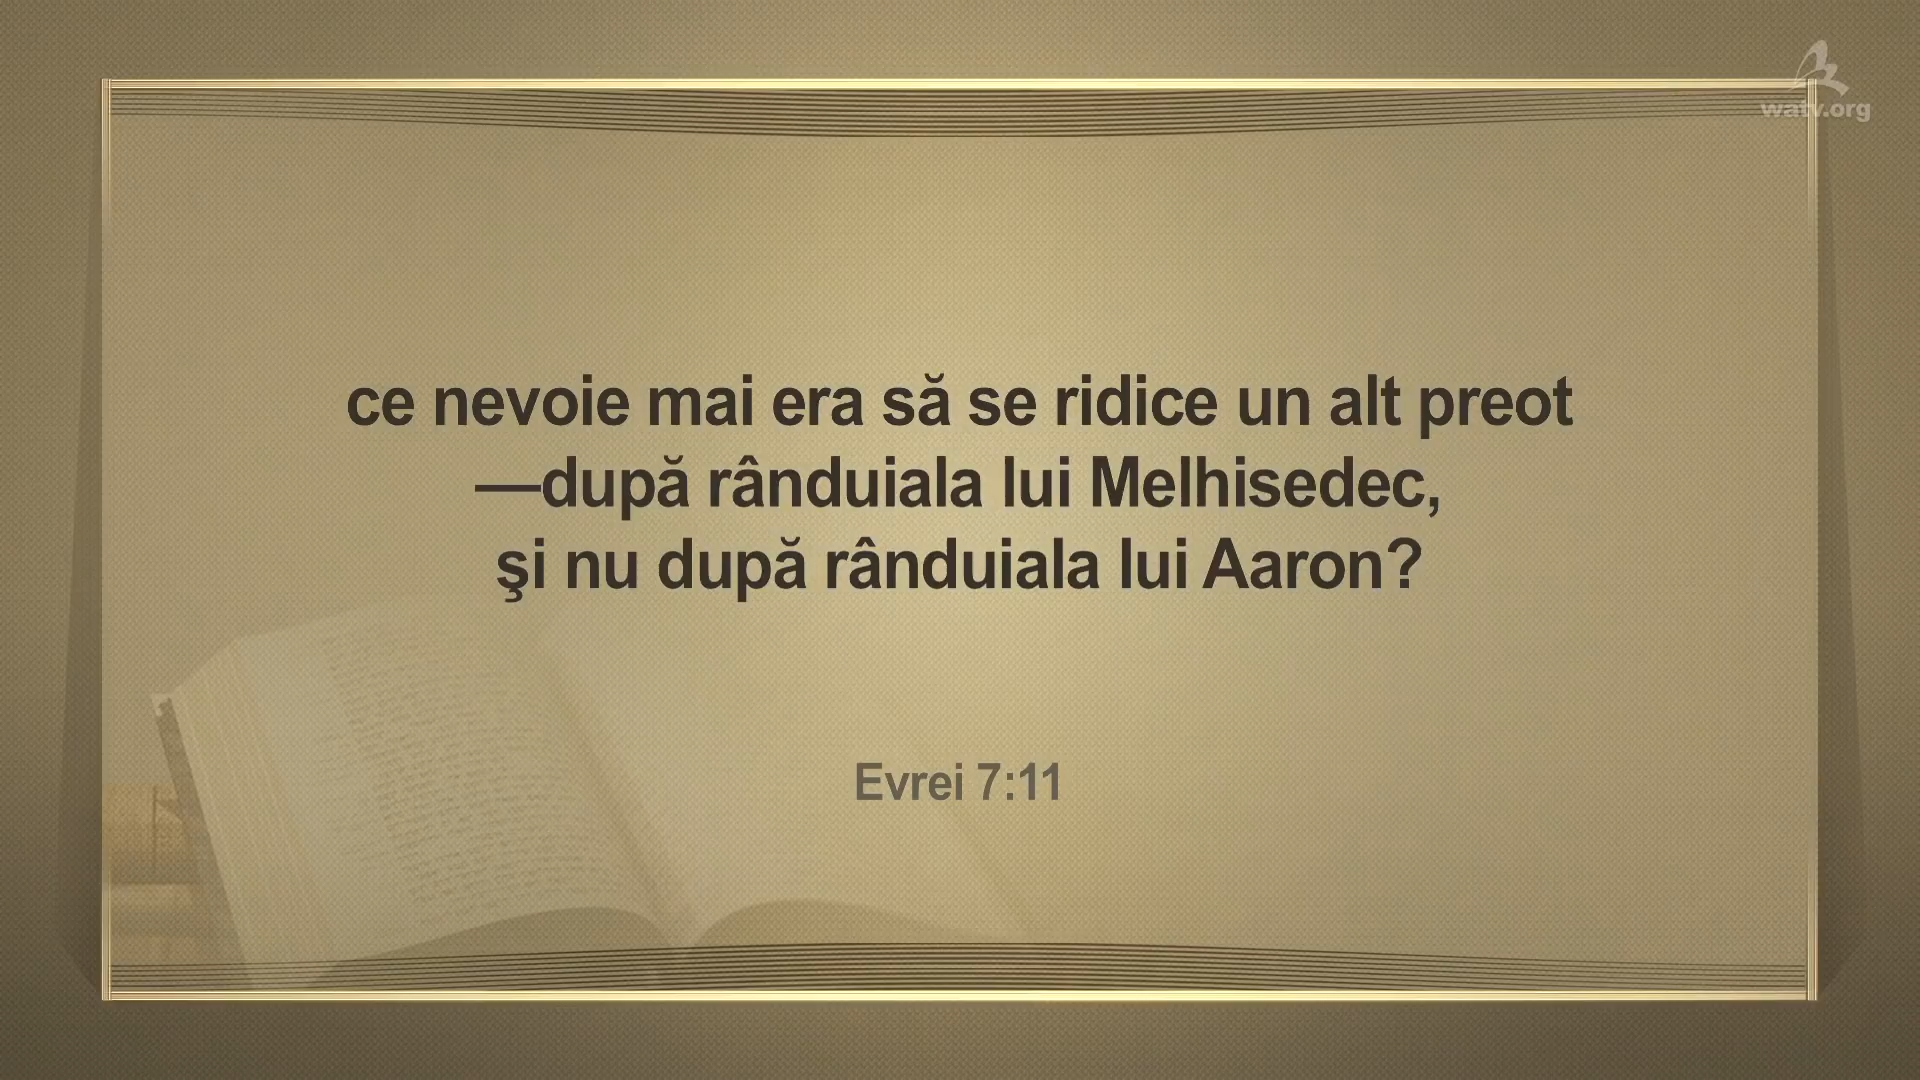 watv.org
ce nevoie mai era să se ridice un alt preot
—după rânduiala lui Melhisedec,
şi nu după rânduiala lui Aaron?
Evrei 7:11